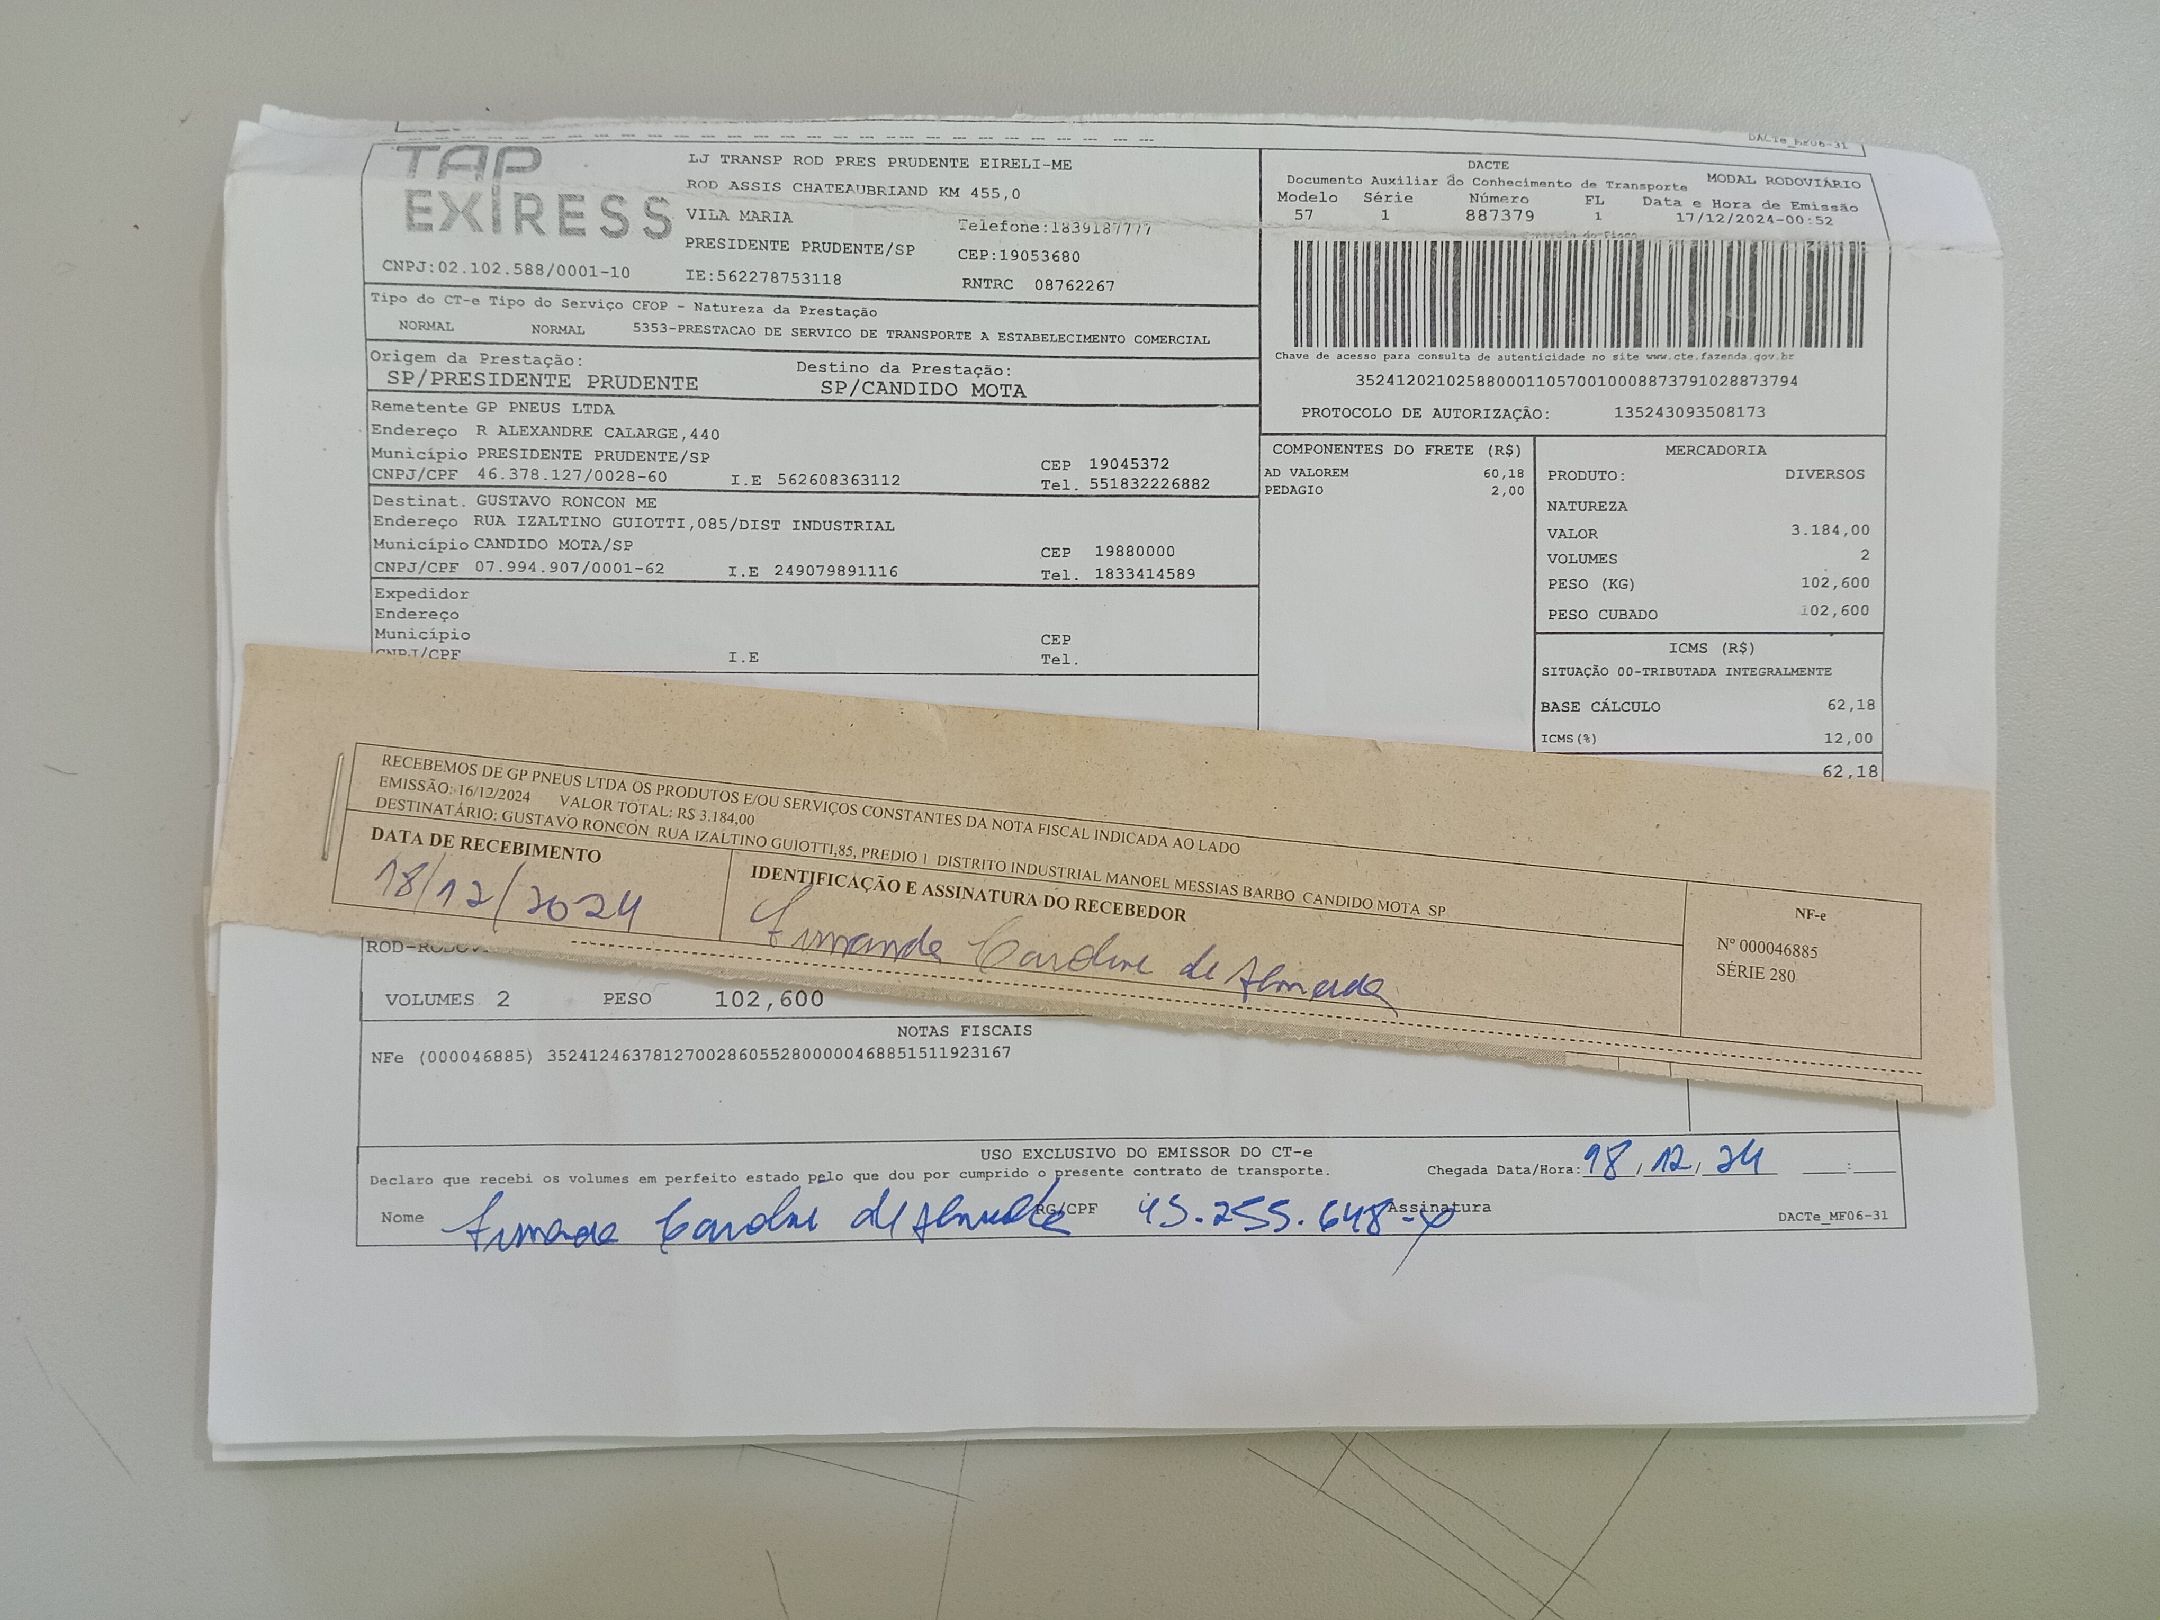 DACTe_MF06-31
TAP
EXPRESS
CNPJ:02.102.588/0001-10
LJ TRANSP ROD PRES PRUDENTE EIRELI-ME
ROD ASSIS CHATEAUBRIAND KM 455,0
VILA MARIA Telefone:1839187777
PRESIDENTE PRUDENTE/SP CEP:19053680
IE:562278753118 RNTRC 08762267
DACTE
Documento Auxiliar do Conhecimento de Transporte MODAL RODOVIÁRIO
Modelo Série Número FL Data e Hora de Emissão
57 1 887379 1 17/12/2024-00:52
Controle do Fisco
Chave de acesso para consulta de autenticidade no site www.cte.fazenda.gov.br
35241202102588000110570010008873791028873794
PROTOCOLO DE AUTORIZAÇÃO: 135243093508173
Tipo do CT-e Tipo do Serviço CFOP - Natureza da Prestação
NORMAL NORMAL 5353-PRESTACAO DE SERVICO DE TRANSPORTE A ESTABELECIMENTO COMERCIAL
Origem da Prestação: Destino da Prestação:
SP/PRESIDENTE PRUDENTE SP/CANDIDO MOTA
Remetente GP PNEUS LTDA
Endereço R ALEXANDRE CALARGE,440
Município PRESIDENTE PRUDENTE/SP CEP 19045372
CNPJ/CPF 46.378.127/0028-60 I.E 562608363112 Tel. 551832226882
Destinat. GUSTAVO RONCON ME
Endereço RUA IZALTINO GUIOTTI,085/DIST INDUSTRIAL
Município CANDIDO MOTA/SP CEP 19880000
CNPJ/CPF 07.994.907/0001-62 I.E 249079891116 Tel. 1833414589
Expedidor
Endereço
Município CEP
CNPJ/CPF I.E Tel.
COMPONENTES DO FRETE (R$)
AD VALOREM 60,18
PEDAGIO 2,00
MERCADORIA
PRODUTO: DIVERSOS
NATUREZA
VALOR 3.184,00
VOLUMES 2
PESO (KG) 102,600
PESO CUBADO 102,600
ICMS (R$)
SITUAÇÃO 00-TRIBUTADA INTEGRALMENTE
BASE CÁLCULO 62,18
ICMS(%) 12,00
62,18
RECEBEMOS DE GP PNEUS LTDA OS PRODUTOS E/OU SERVIÇOS CONSTANTES DA NOTA FISCAL INDICADA AO LADO
EMISSÃO: 16/12/2024 VALOR TOTAL: R$ 3.184,00
DESTINATÁRIO: GUSTAVO RONCON RUA IZALTINO GUIOTTI,85, PREDIO 1 DISTRITO INDUSTRIAL MANOEL MESSIAS BARBO CANDIDO MOTA SP
DATA DE RECEBIMENTO
18/12/2024
IDENTIFICAÇÃO E ASSINATURA DO RECEBEDOR
Fernanda Caroline de Almeida
NF-e
Nº 000046885
SÉRIE 280
VOLUMES 2 PESO 102,600
NOTAS FISCAIS
NFe (000046885) 35241246378127002860552800000468851511923167
USO EXCLUSIVO DO EMISSOR DO CT-e
Declaro que recebi os volumes em perfeito estado pelo que dou por cumprido o presente contrato de transporte. Chegada Data/Hora: 18/12/24 :
Nome Fernanda Caroline de Almeida RG/CPF 45.255.648-x Assinatura
DACTe_MF06-31